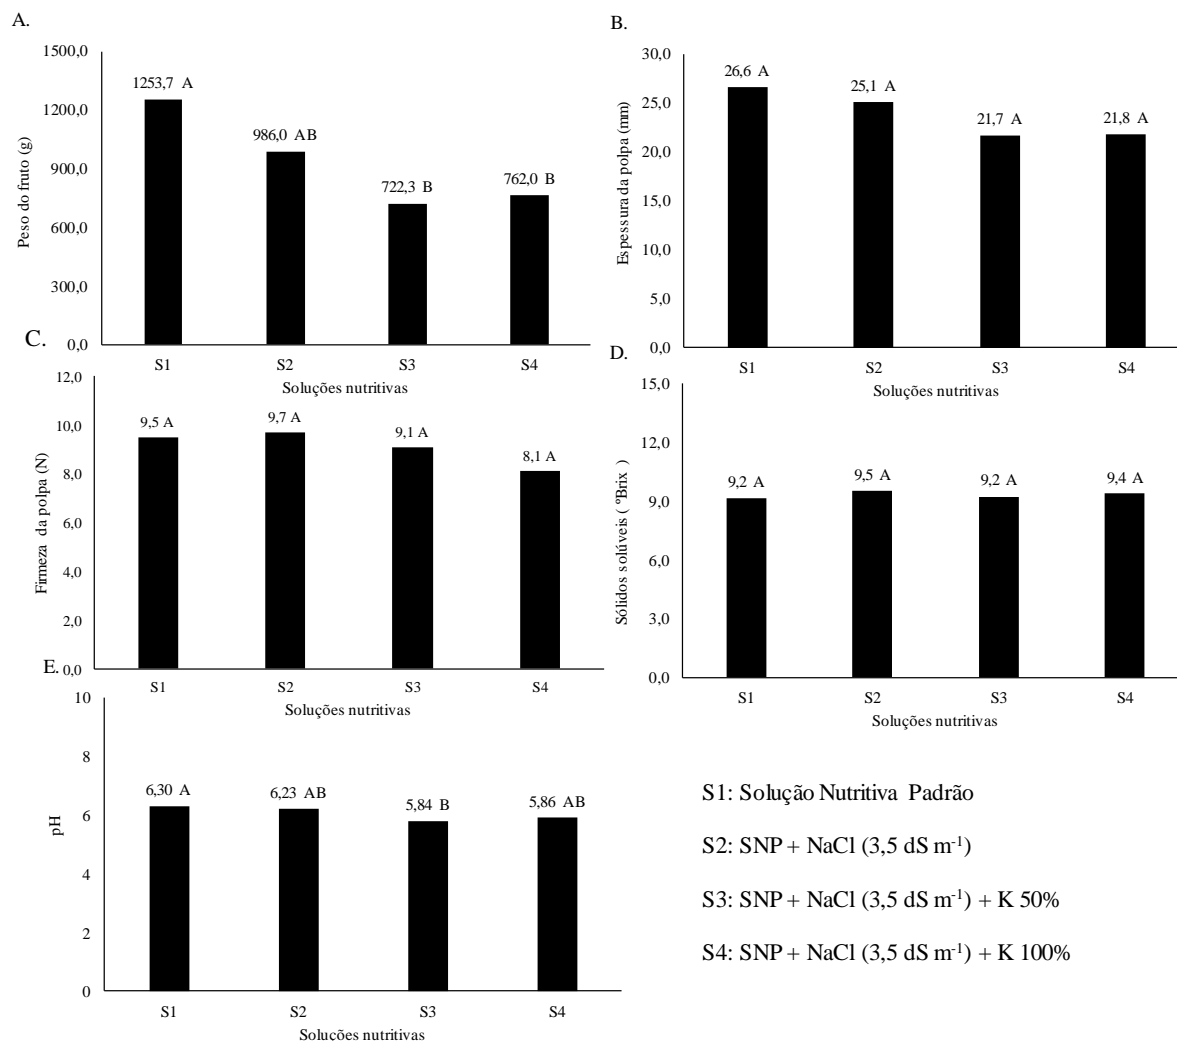 A.
1500,0
1200,0
900,0
600,0
300,0
0,0
Peso do fruto (g)
1253,7 A
986,0 AB
722,3 B
762,0 B
S1 S2 S3 S4
Soluções nutritivas
B.
30,0
25,0
20,0
15,0
10,0
5,0
0,0
Espessura da polpa (mm)
26,6 A
25,1 A
21,7 A
21,8 A
S1 S2 S3 S4
Soluções nutritivas
C.
12,0
10,0
8,0
6,0
4,0
2,0
0,0
Firmeza da polpa (N)
9,5 A
9,7 A
9,1 A
8,1 A
S1 S2 S3 S4
Soluções nutritivas
D.
15,0
12,0
9,0
6,0
3,0
0,0
Sólidos solúveis ( ºBrix )
9,2 A
9,5 A
9,2 A
9,4 A
S1 S2 S3 S4
Soluções nutritivas
E.
10
8
6
4
2
0
pH
6,30 A
6,23 AB
5,84 B
5,86 AB
S1 S2 S3 S4
Soluções nutritivas
S1: Solução Nutritiva Padrão
S2: SNP + NaCl (3,5 dS m⁻¹)
S3: SNP + NaCl (3,5 dS m⁻¹) + K 50%
S4: SNP + NaCl (3,5 dS m⁻¹) + K 100%